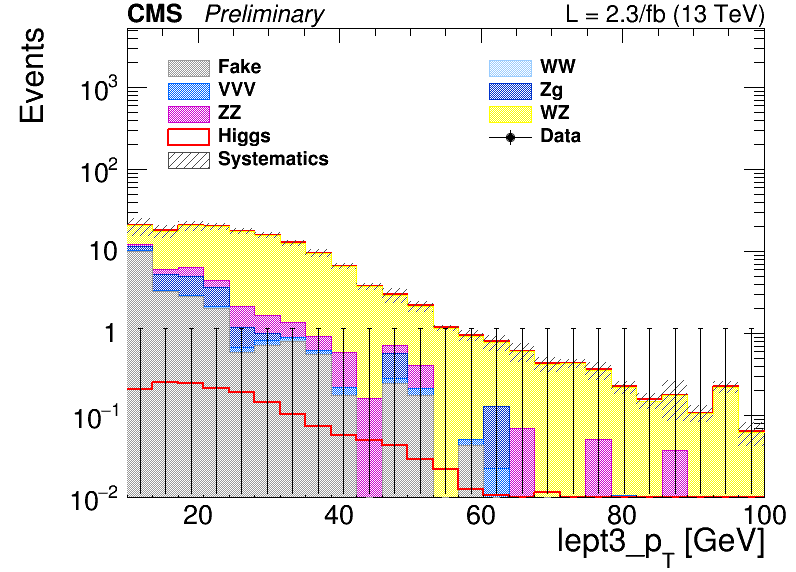 CMS Preliminary L = 2.3/fb (13 TeV)
Events
Fake WW
VVV Zg
ZZ WZ
Higgs Data
Systematics
10³
10²
10
1
10⁻¹
10⁻²
20 40 60 80 100
lept3_p_T [GeV]